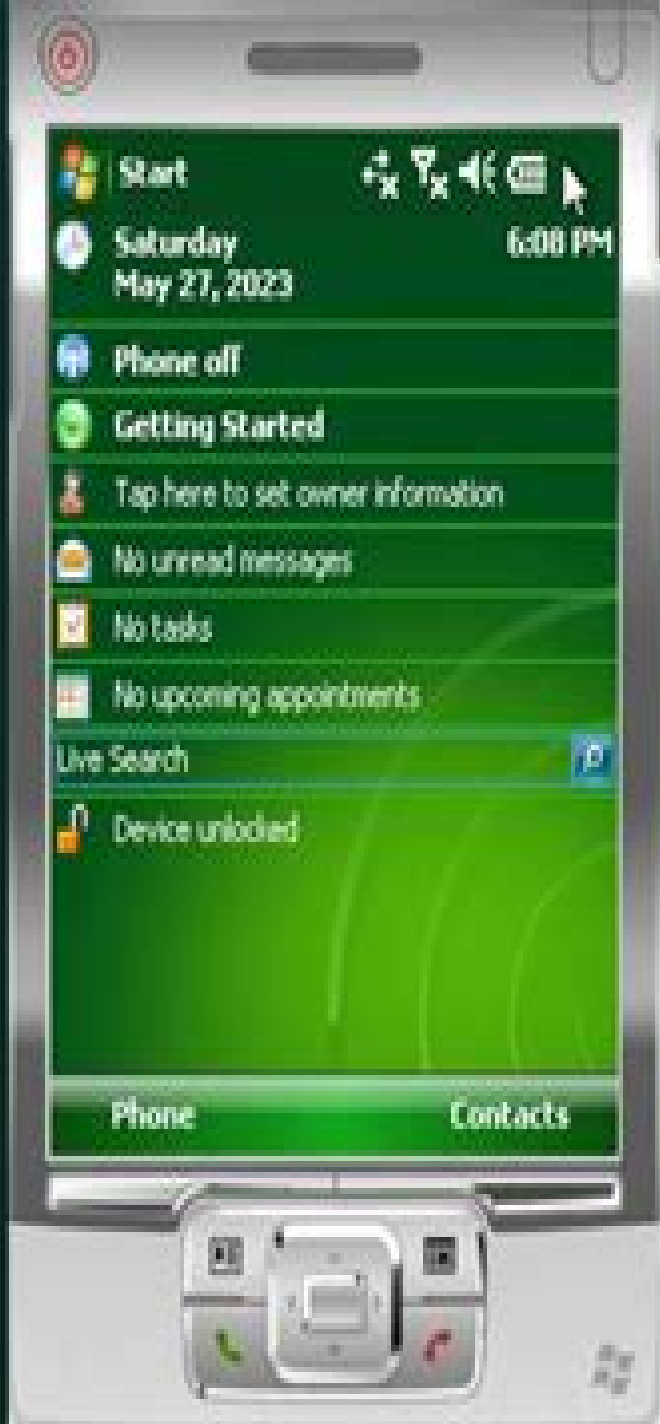 Start
Saturday 6:08 PM
May 27, 2023
Phone off
Getting Started
Tap here to set owner information
No unread messages
No tasks
No upcoming appointments
Live Search
Device unlocked
Phone Contacts